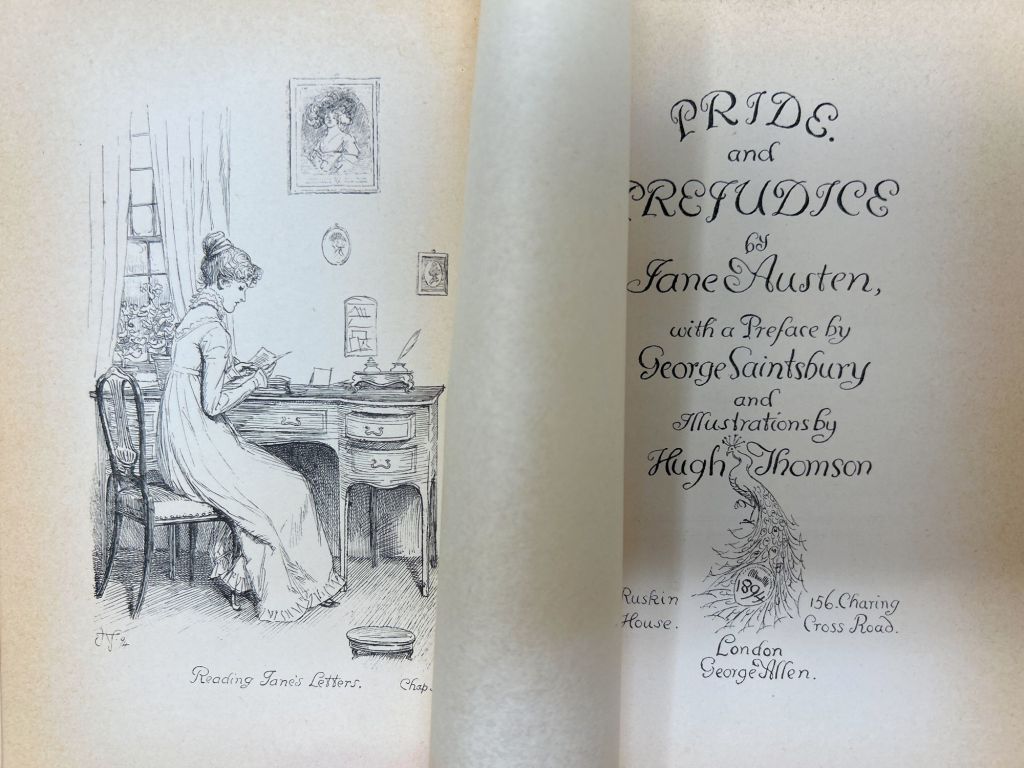 Reading Jane's Letters. Chap.
PRIDE.
and
PREJUDICE
by
Jane Austen,
with a Preface by
George Saintsbury
and
Illustrations by
Hugh Thomson
1894
Ruskin
House.
156. Charing
Cross Road.
London
George Allen.